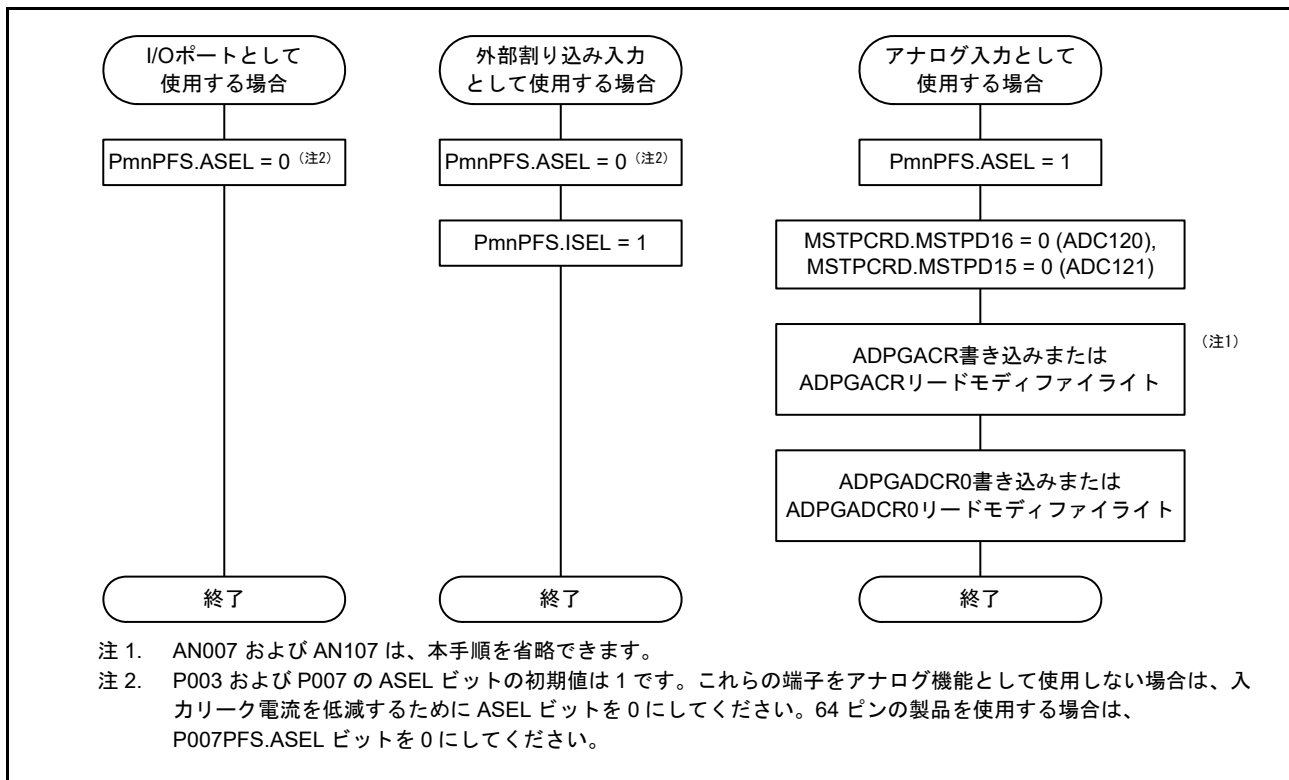 I/Oポートとして
使用する場合
PmnPFS.ASEL = 0（注2）
終了
外部割り込み入力
として使用する場合
PmnPFS.ASEL = 0（注2）
PmnPFS.ISEL = 1
終了
アナログ入力として
使用する場合
PmnPFS.ASEL = 1
MSTPCRD.MSTPD16 = 0 (ADC120),
MSTPCRD.MSTPD15 = 0 (ADC121)
ADPGACR書き込みまたは
ADPGACRリードモディファイライト
（注1）
ADPGADCR0書き込みまたは
ADPGADCR0リードモディファイライト
終了
注 1. AN007 および AN107 は、本手順を省略できます。
注 2. P003 および P007 の ASEL ビットの初期値は 1 です。これらの端子をアナログ機能として使用しない場合は、入
力リーク電流を低減するために ASEL ビットを 0 にしてください。64 ピンの製品を使用する場合は、
P007PFS.ASEL ビットを 0 にしてください。